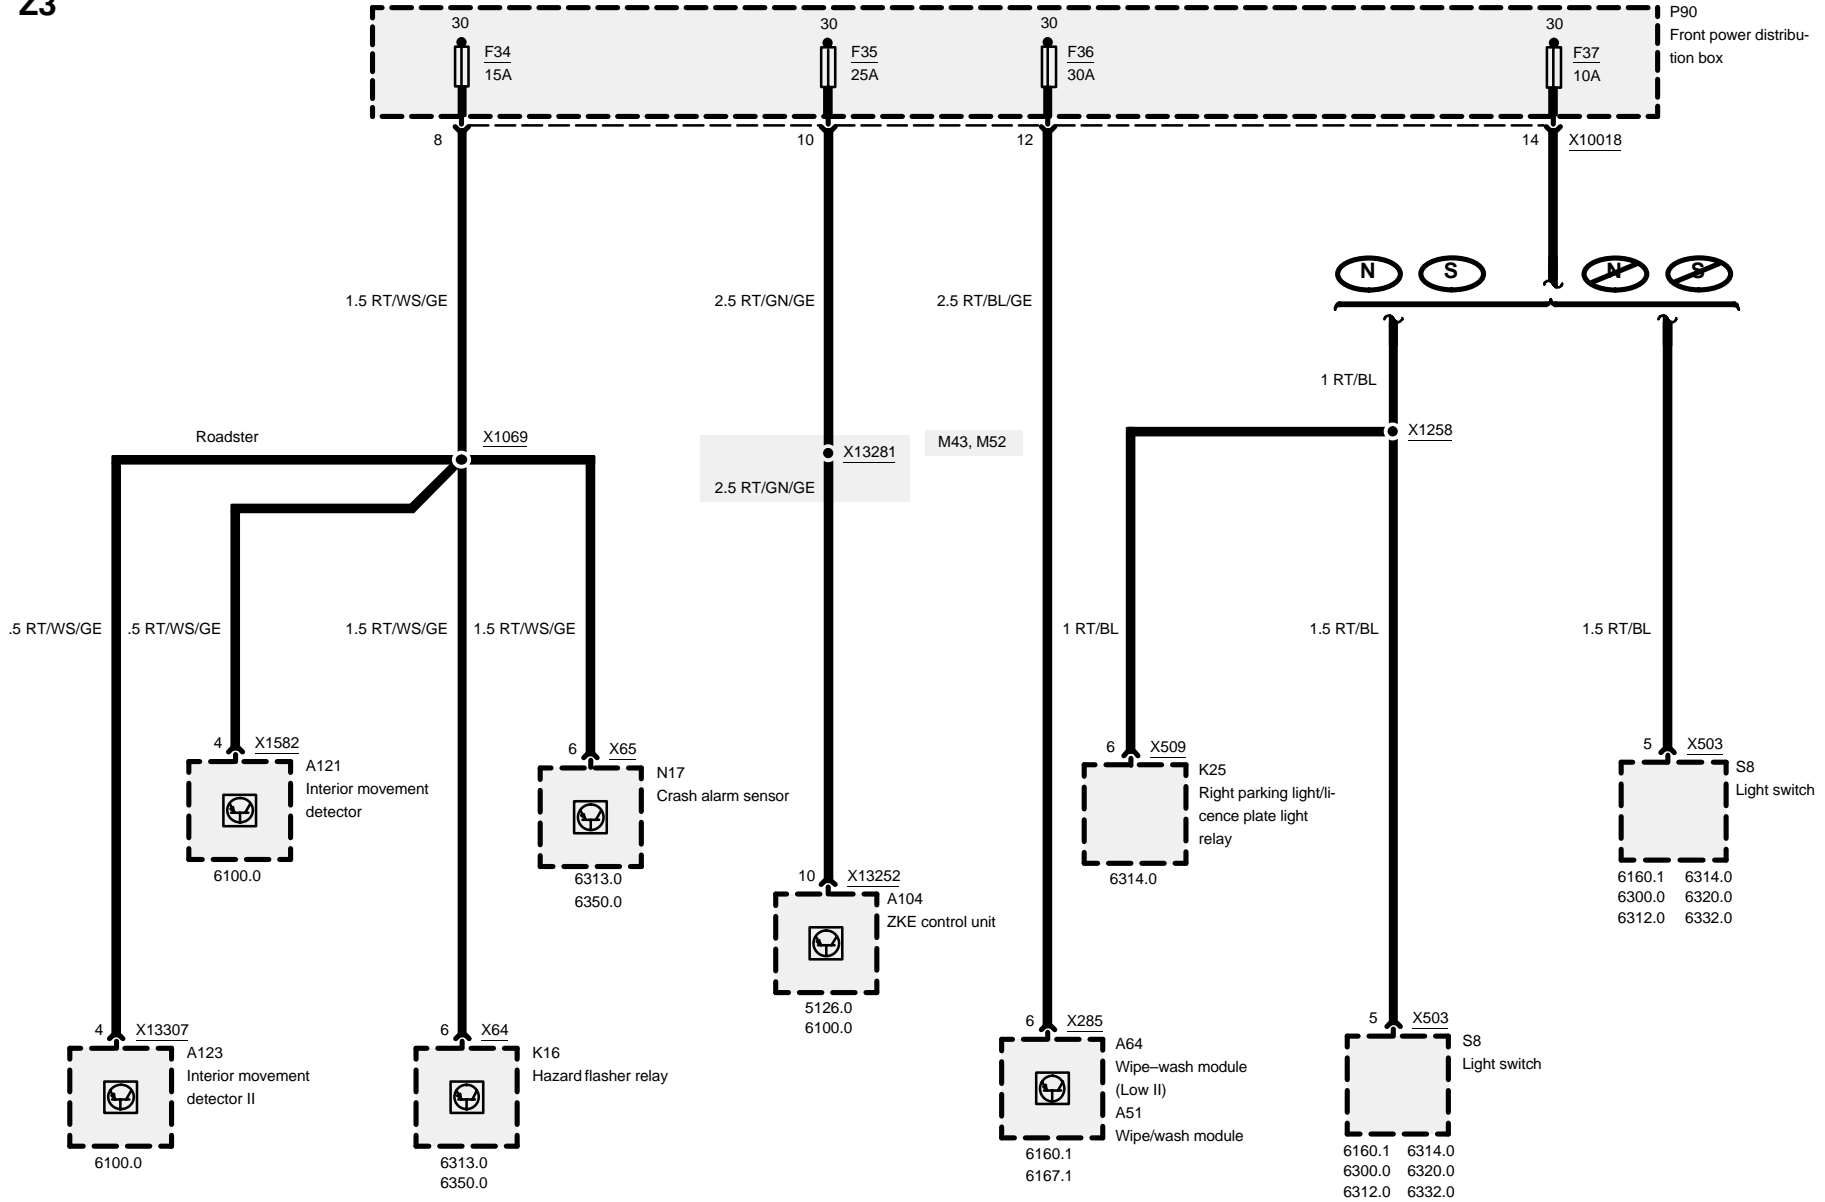 Z3
30
F34
15A
30
F35
25A
30
F36
30A
30
F37
10A
P90
Front power distribu-
tion box
8
10
12
14
X10018
N
S
N
S
1.5 RT/WS/GE
2.5 RT/GN/GE
2.5 RT/BL/GE
1 RT/BL
Roadster
X1069
X13281
M43, M52
X1258
2.5 RT/GN/GE
.5 RT/WS/GE
.5 RT/WS/GE
1.5 RT/WS/GE
1.5 RT/WS/GE
1 RT/BL
1.5 RT/BL
1.5 RT/BL
4
X1582
A121
Interior movement
detector
6100.0
6
X65
N17
Crash alarm sensor
6313.0
6350.0
6
X509
K25
Right parking light/li-
cence plate light
relay
6314.0
5
X503
S8
Light switch
6160.1 6314.0
6300.0 6320.0
6312.0 6332.0
10
X13252
A104
ZKE control unit
5126.0
6100.0
4
X13307
A123
Interior movement
detector II
6100.0
6
X64
K16
Hazard flasher relay
6313.0
6350.0
6
X285
A64
Wipe–wash module
(Low II)
A51
Wipe/wash module
6160.1
6167.1
5
X503
S8
Light switch
6160.1 6314.0
6300.0 6320.0
6312.0 6332.0